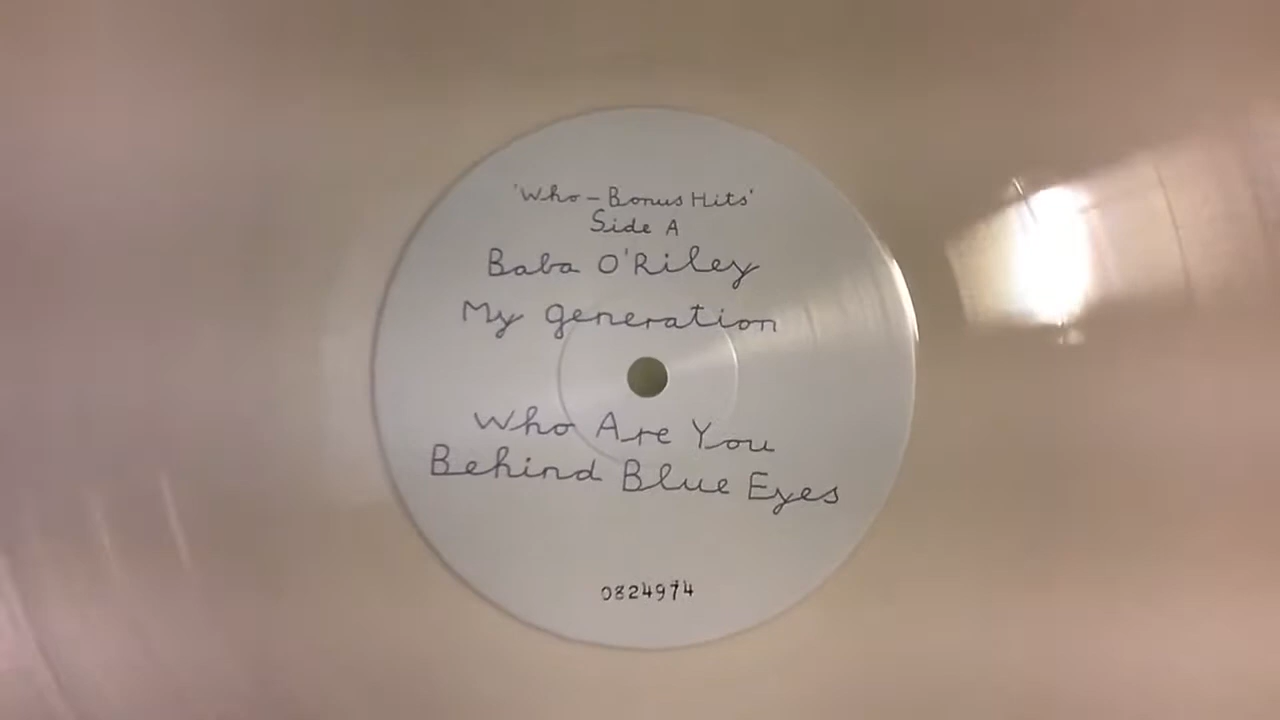 'Who - Bonus Hits'
Side A
Baba O'Riley
My generation
Who Are You
Behind Blue Eyes
0824974